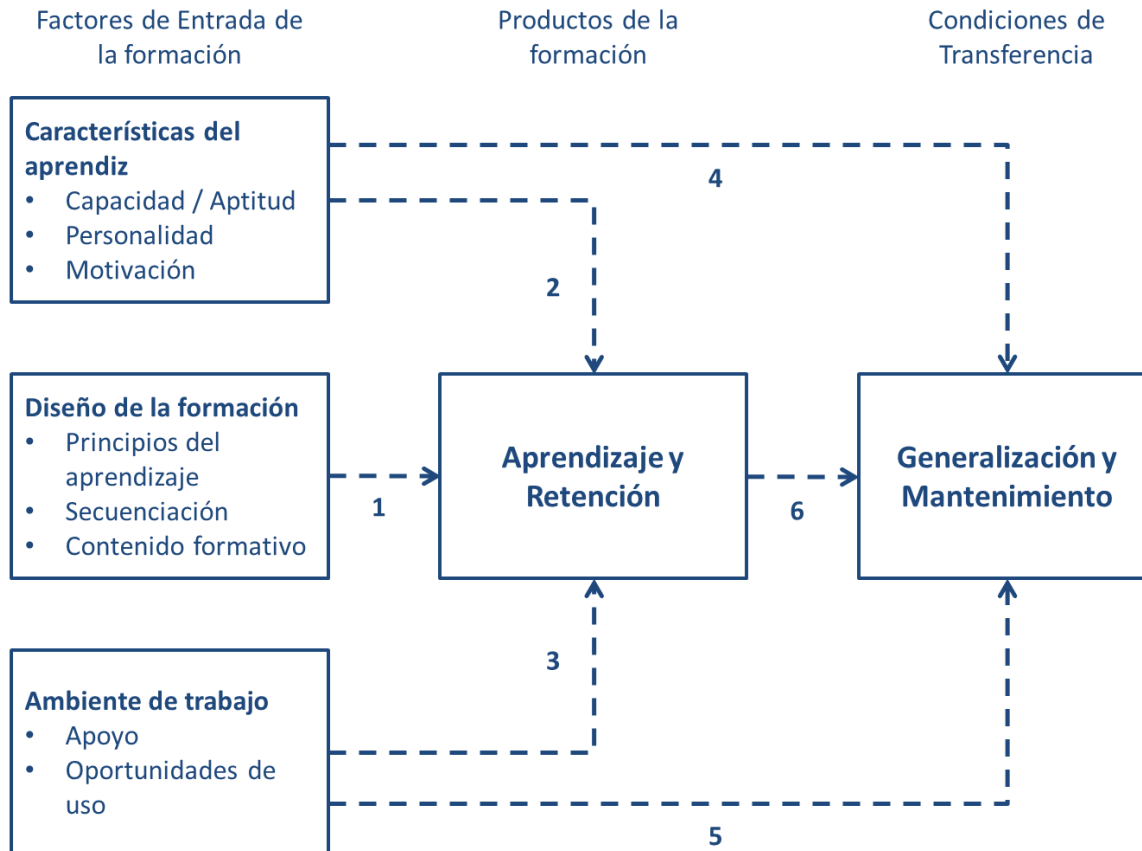 Factores de Entrada de
la formación
Productos de la
formación
Condiciones de
Transferencia
Características del
aprendiz
• Capacidad / Aptitud
• Personalidad
• Motivación
4
2
Diseño de la formación
• Principios del
aprendizaje
• Secuenciación
• Contenido formativo
1
Aprendizaje y
Retención
6
Generalización y
Mantenimiento
3
Ambiente de trabajo
• Apoyo
• Oportunidades de
uso
5